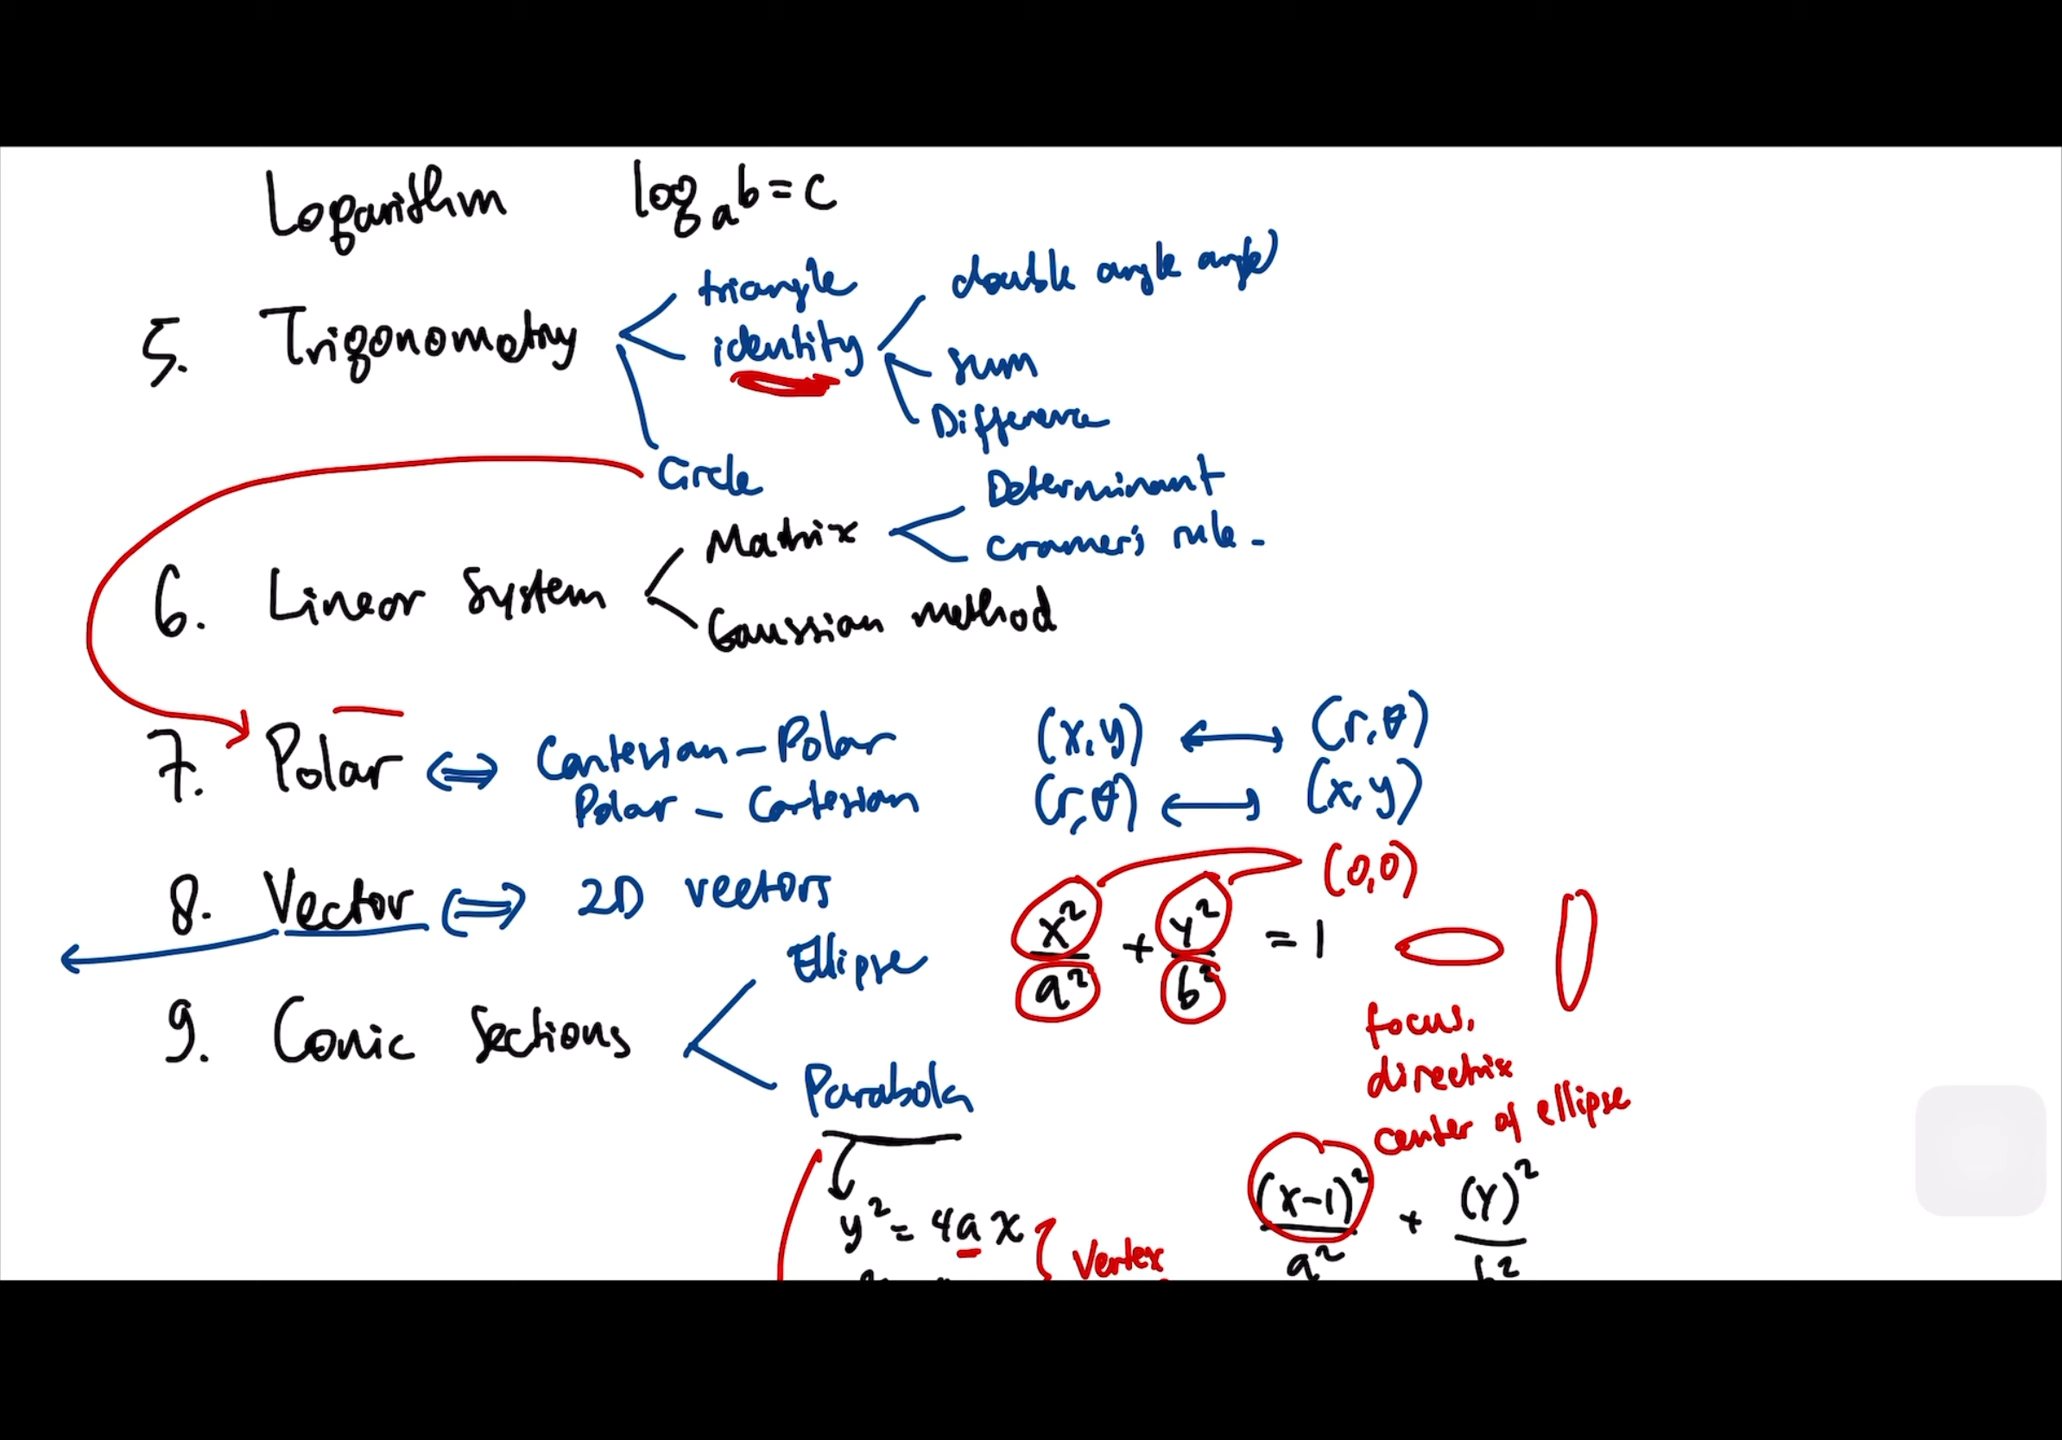 Logarithm log_a b = c
5. Trigonometry
triangle
identity
Circle
double angle angle
sum
Difference
6. Linear System
Matrix
Gaussian method
Determinant
cramer's rule -
7. Polar ⟺ Cartesian - Polar (x,y) ⟷ (r,θ)
Polar - Cartesian (r,θ) ⟷ (x,y)
8. Vector ⟺ 2D vectors
9. Conic Sections
Ellipse x²/a² + y²/b² = 1 (0,0)
focus,
directrix
center of ellipse
Parabola
y² = 4ax
Vertex
(x-1)²/a² + (y)²/b²